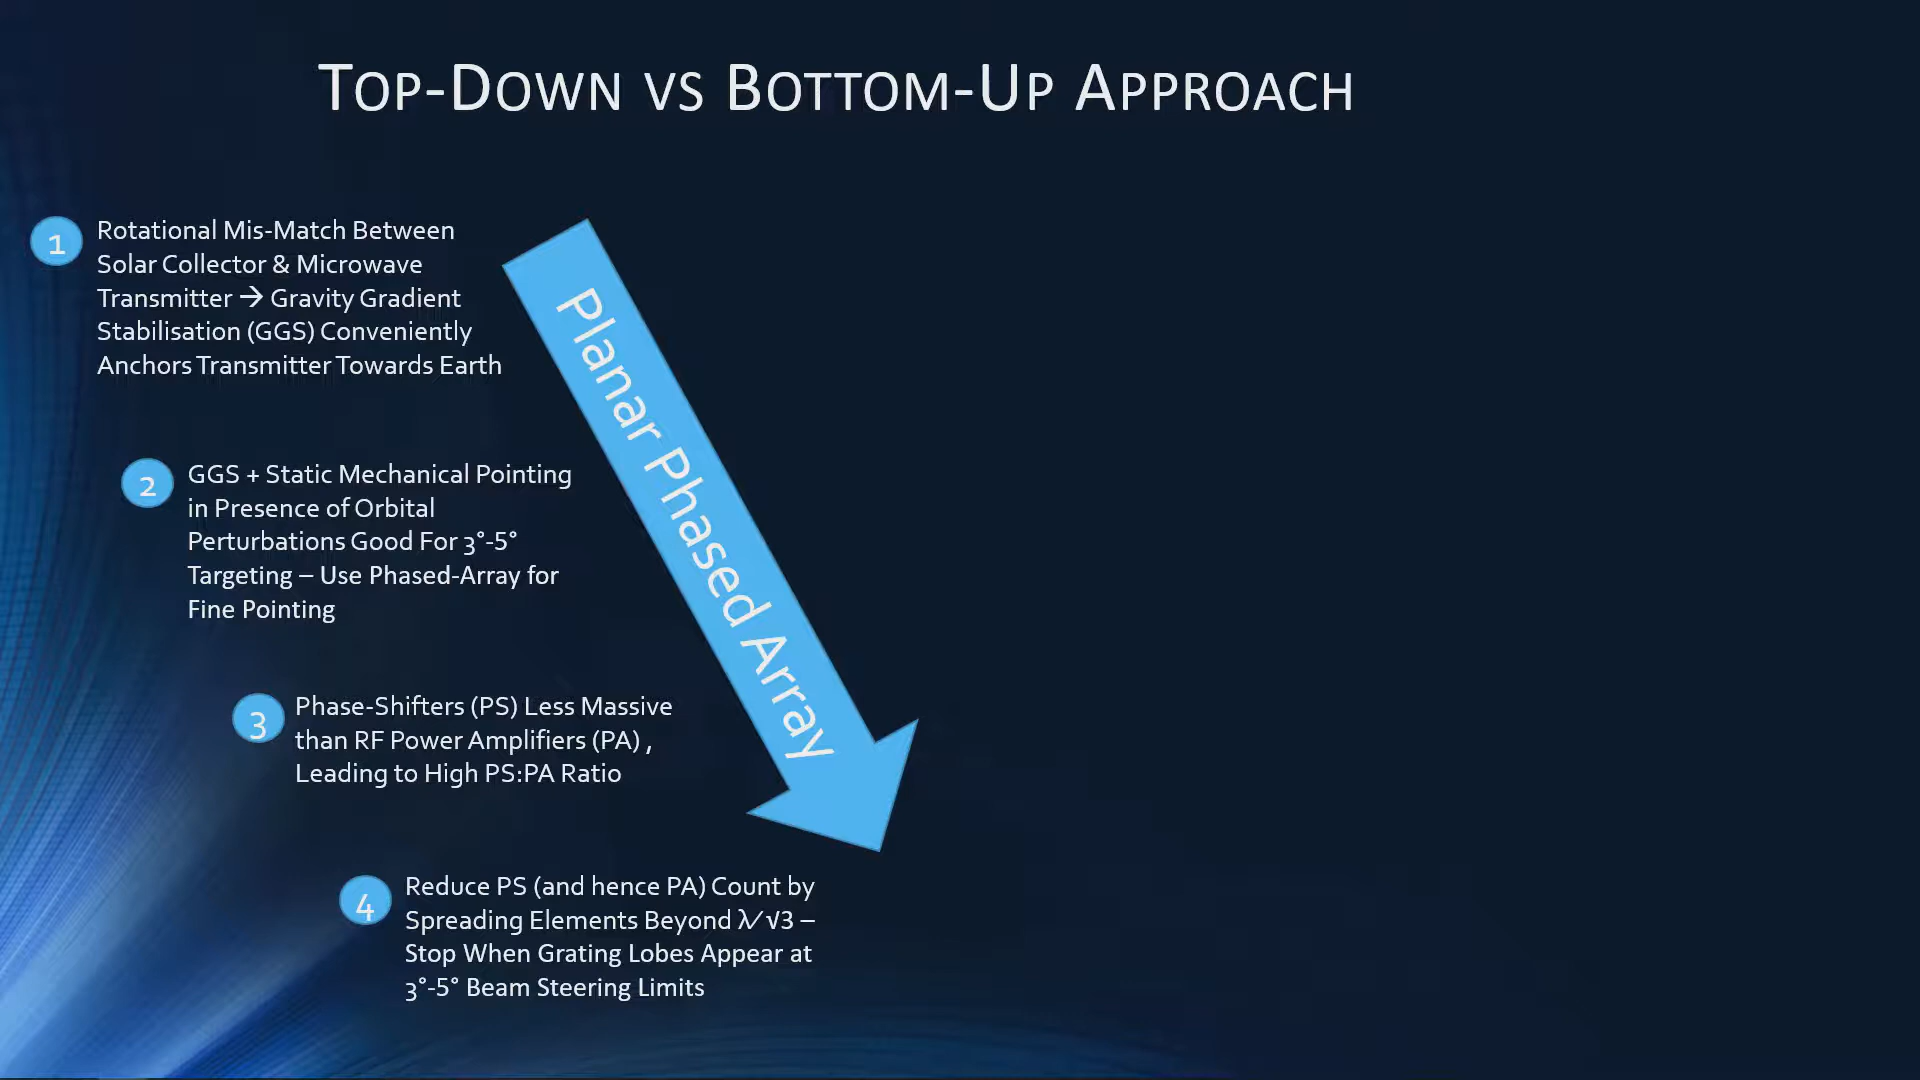 TOP-DOWN VS BOTTOM-UP APPROACH
1
Rotational Mis-Match Between
Solar Collector & Microwave
Transmitter → Gravity Gradient
Stabilisation (GGS) Conveniently
Anchors Transmitter Towards Earth
2
GGS + Static Mechanical Pointing
in Presence of Orbital
Perturbations Good For 3°-5°
Targeting – Use Phased-Array for
Fine Pointing
3
Phase-Shifters (PS) Less Massive
than RF Power Amplifiers (PA) ,
Leading to High PS:PA Ratio
4
Reduce PS (and hence PA) Count by
Spreading Elements Beyond λ/√3 –
Stop When Grating Lobes Appear at
3°-5° Beam Steering Limits
Planar Phased Array